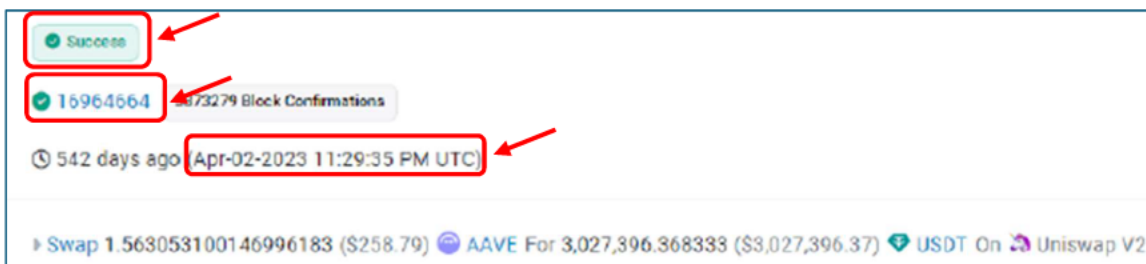 Success
16964664 3873279 Block Confirmations
542 days ago (Apr-02-2023 11:29:35 PM UTC)
Swap 1.563053100146996183 ($258.79) AAVE For 3,027,396.368333 ($3,027,396.37) USDT On Uniswap V2